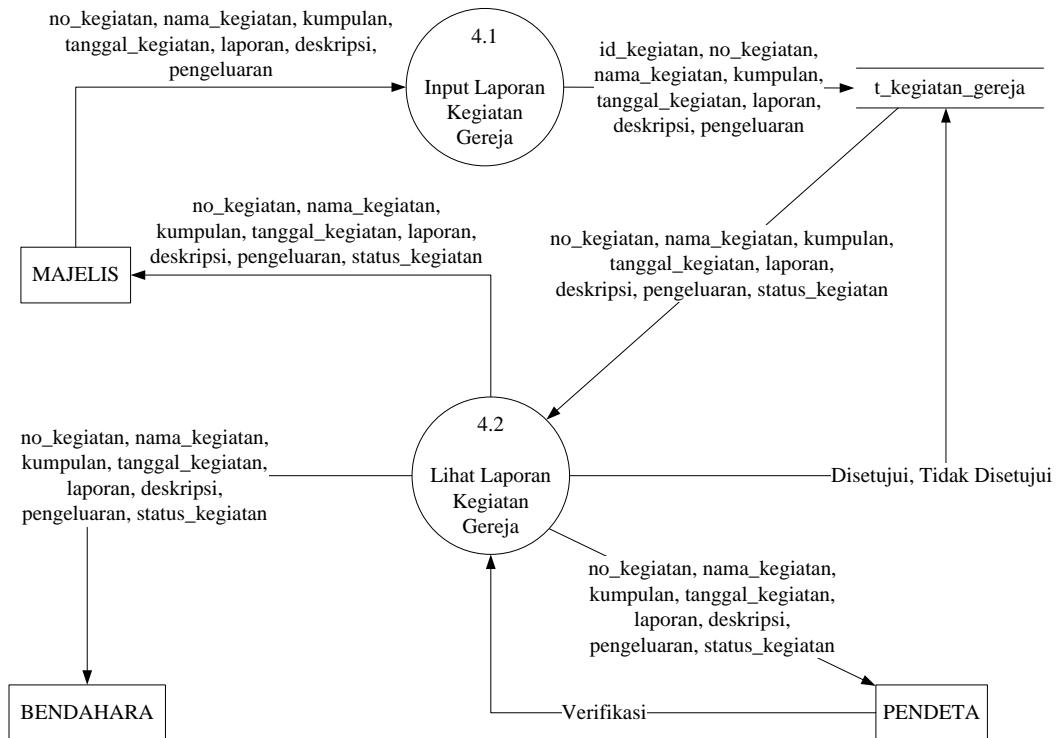 no_kegiatan, nama_kegiatan, kumpulan,
tanggal_kegiatan, laporan, deskripsi,
pengeluaran
4.1
Input Laporan
Kegiatan
Gereja
id_kegiatan, no_kegiatan,
nama_kegiatan, kumpulan,
tanggal_kegiatan, laporan,
deskripsi, pengeluaran
t_kegiatan_gereja
no_kegiatan, nama_kegiatan,
kumpulan, tanggal_kegiatan, laporan,
deskripsi, pengeluaran, status_kegiatan
MAJELIS
no_kegiatan, nama_kegiatan, kumpulan,
tanggal_kegiatan, laporan,
deskripsi, pengeluaran, status_kegiatan
no_kegiatan, nama_kegiatan,
kumpulan, tanggal_kegiatan,
laporan, deskripsi,
pengeluaran, status_kegiatan
4.2
Lihat Laporan
Kegiatan
Gereja
Disetujui, Tidak Disetujui
no_kegiatan, nama_kegiatan,
kumpulan, tanggal_kegiatan,
laporan, deskripsi,
pengeluaran, status_kegiatan
BENDAHARA
Verifikasi
PENDETA